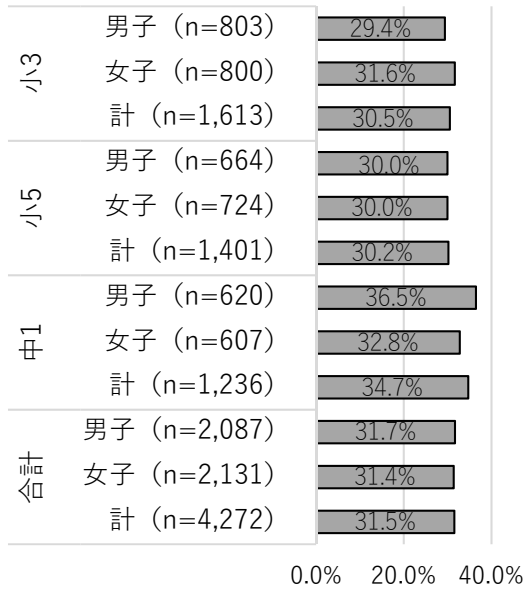 小3
男子（n=803）
29.4%
女子（n=800）
31.6%
計（n=1,613）
30.5%
小5
男子（n=664）
30.0%
女子（n=724）
30.0%
計（n=1,401）
30.2%
中1
男子（n=620）
36.5%
女子（n=607）
32.8%
計（n=1,236）
34.7%
合計
男子（n=2,087）
31.7%
女子（n=2,131）
31.4%
計（n=4,272）
31.5%
0.0% 20.0% 40.0%